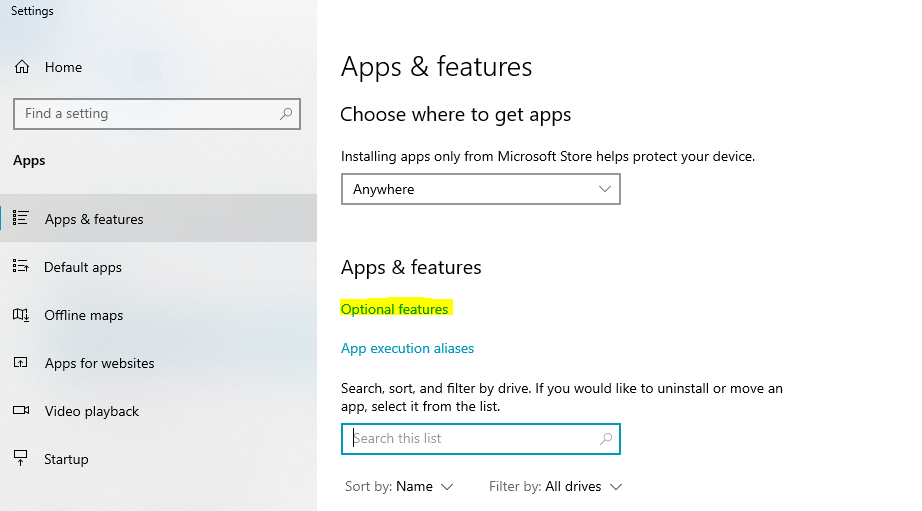 Settings
Home
Find a setting
Apps
Apps & features
Default apps
Offline maps
Apps for websites
Video playback
Startup
Apps & features
Choose where to get apps
Installing apps only from Microsoft Store helps protect your device.
Anywhere
Apps & features
Optional features
App execution aliases
Search, sort, and filter by drive. If you would like to uninstall or move an
app, select it from the list.
Search this list
Sort by: Name Filter by: All drives